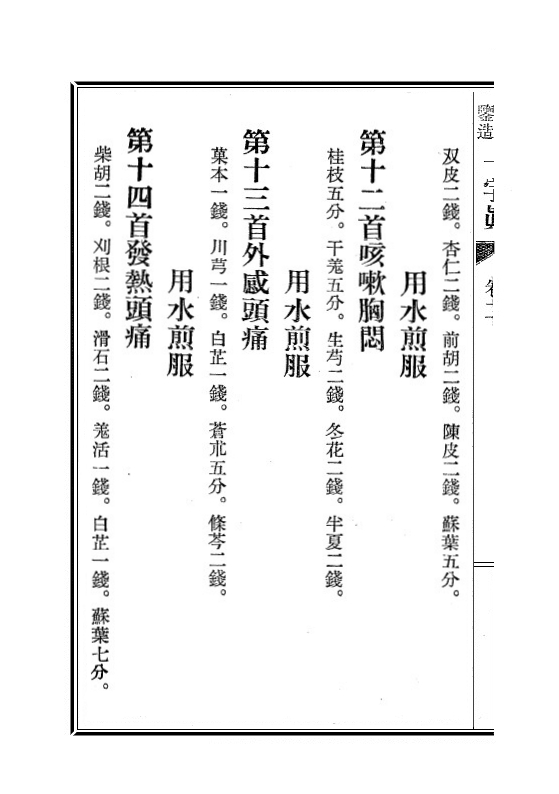 双皮二錢。杏仁二錢。前胡二錢。陳皮二錢。蘇葉五分。
用水煎服
第十二首咳嗽胸悶
桂枝五分。干羗五分。生芍二錢。冬花二錢。半夏二錢。
用水煎服
第十三首外感頭痛
菓本一錢。川芎一錢。白芷一錢。蒼朮五分。條芩二錢。
用水煎服
第十四首發熱頭痛
柴胡二錢。刈根二錢。滑石二錢。羗活一錢。白芷一錢。蘇葉七分。